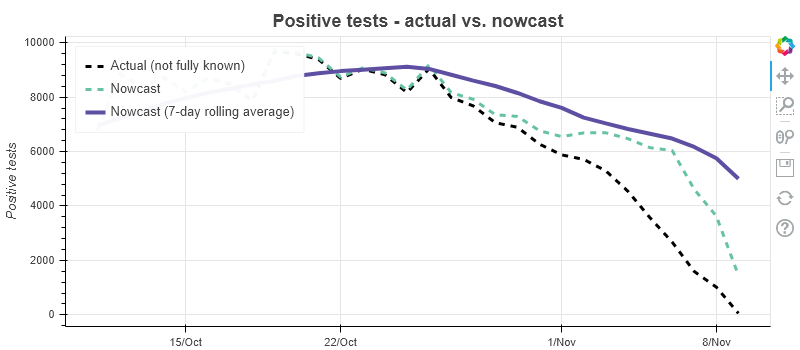 Positive tests - actual vs. nowcast
10000
8000
6000
4000
2000
0
Positive tests
Actual (not fully known)
Nowcast
Nowcast (7-day rolling average)
15/Oct
22/Oct
1/Nov
8/Nov